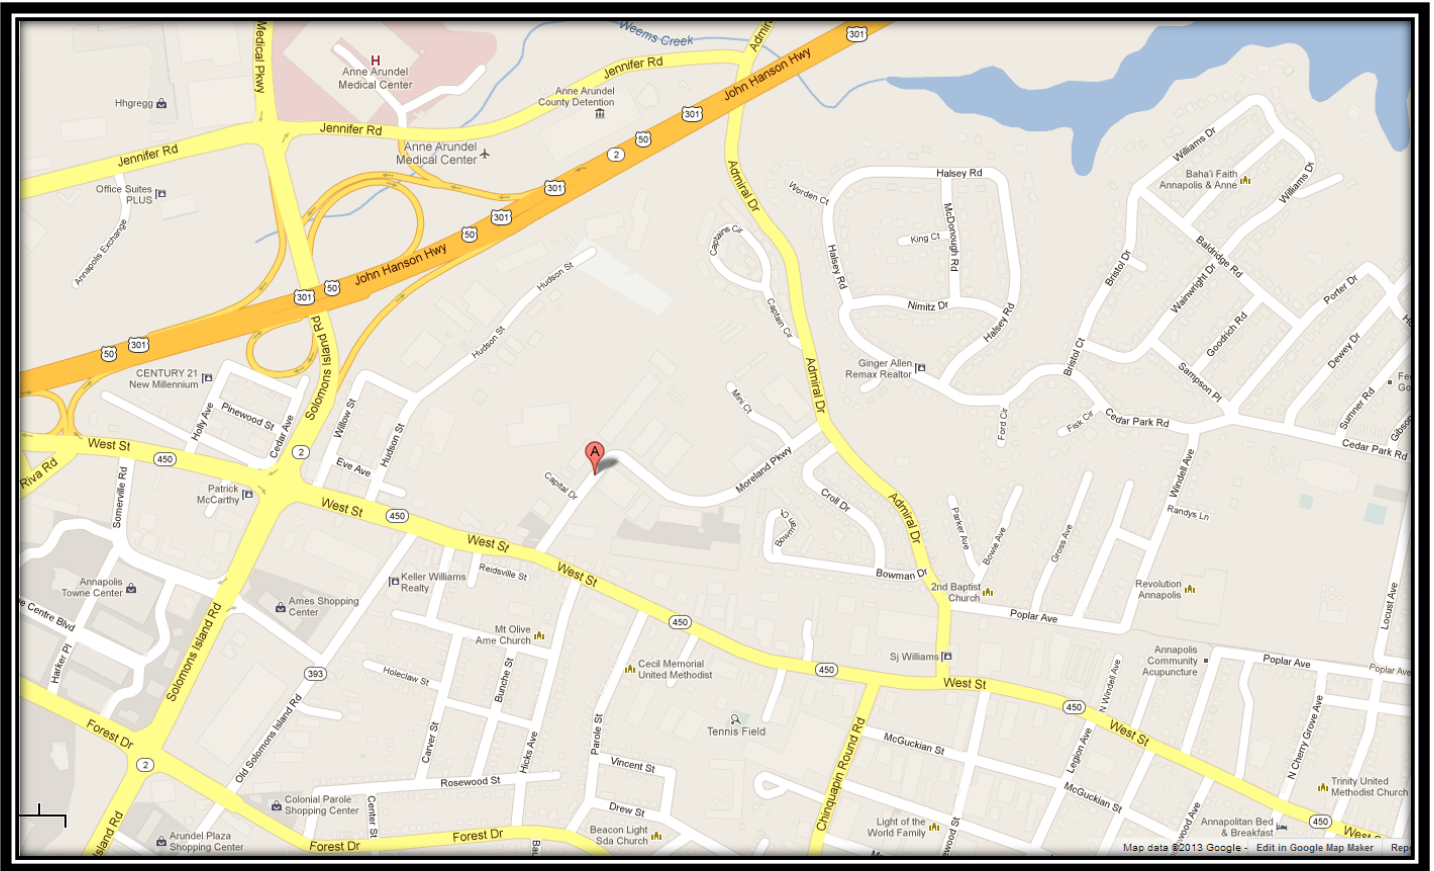 Medical Pkwy
Weems Creek
Admir
301
H
Anne Arundel
Medical Center
Jennifer Rd
John Hanson Hwy
Anne Arundel
County Detention
Hhgregg
301
50
2
Jennifer Rd
Anne Arundel
Medical Center
Jennifer Rd
Williams Dr
Office Suites
PLUS
301
Admiral Dr
Worden Ct
Halsey Rd
Baha'i Faith
Annapolis & Anne
Williams Dr
Annapolis Exchange
301
50
Captains Cir
McDonough Rd
King Ct
Baldridge Rd
John Hanson Hwy
Hudson St
Halsey Rd
Bristol Dr
Wainwright Dr
Porter Dr
301
50
Captain Cir
Nimitz Dr
Halsey Rd
Goodrich Rd
Solomons Island Rd
Hudson St
Dewey Dr
50
301
Bristol Ct
CENTURY 21
New Millennium
Ginger Allen
Remax Realtor
Admiral Dr
Sampson Pl
Holly Ave
Pinewood St
Cedar Ave
Willow St
Hudson St
Mini Ct
Ford Cir
Fisk Cir
Cedar Park Rd
Sumner Rd
Gibson
West St
450
2
A
Cedar Park Rd
Riva Rd
Eve Ave
Moreland Pkwy
Windell Ave
Somerville Rd
Patrick
McCarthy
Capital Dr
Croll Dr
Admiral Dr
Parker Ave
Bowie Ave
Gross Ave
Randys Ln
West St
450
West St
Reidsville St
West St
Bowman Dr
Annapolis
Towne Center
Keller Williams
Realty
2nd Baptist
Church
Revolution
Annapolis
Locust Ave
Ames Shopping
Center
Poplar Ave
e Centre Blvd
Solomons Island Rd
Mt Olive
Ame Church
450
Harker Pl
393
Holeclaw St
Bunche St
Cecil Memorial
United Methodist
450
Sj Williams
West St
Annapolis
Community
Acupuncture
Poplar Ave
Poplar Ave
N Windell Ave
450
Forest Dr
Old Solomons Island Rd
Carver St
Hicks Ave
Parole St
Tennis Field
Chinquapin Round Rd
McGuckian St
Legion Ave
West St
N Cherry Grove Ave
2
Rosewood St
Vincent St
McGuckian St
Trinity United
Methodist Church
Colonial Parole
Shopping Center
Center St
Drew St
Island Rd
Arundel Plaza
Shopping Center
Forest Dr
Forest Dr
Beacon Light
Sda Church
Light of the
World Family
ewood St
wood Ave
Annapolitan Bed
& Breakfast
450
West
Map data ©2013 Google - Edit in Google Map Maker Repo